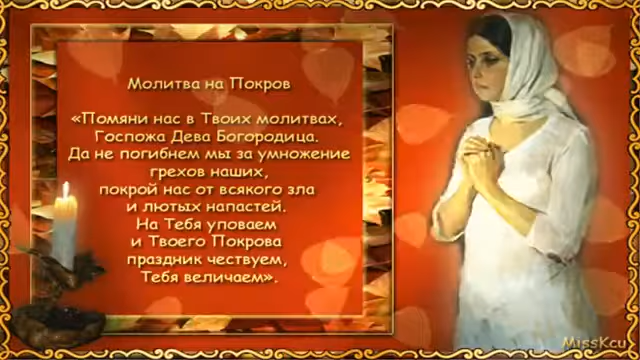 Молитва на Покров
«Помяни нас в Твоих молитвах,
Госпожа Дева Богородица.
Да не погибнем мы за умножение
грехов наших,
покрой нас от всякого зла
и лютых напастей.
На Тебя уповаем
и Твоего Покрова
праздник чествуем,
Тебя величаем».
MissKcu